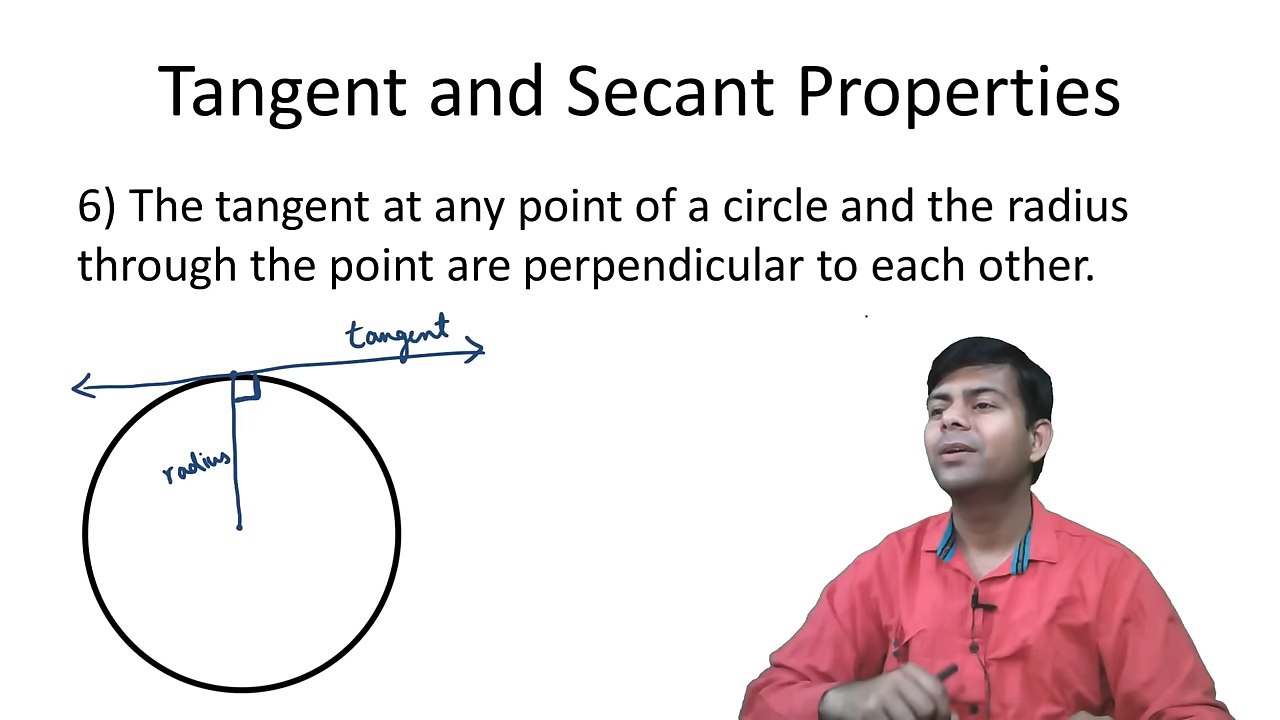 Tangent and Secant Properties
6) The tangent at any point of a circle and the radius
through the point are perpendicular to each other.
tangent
radius